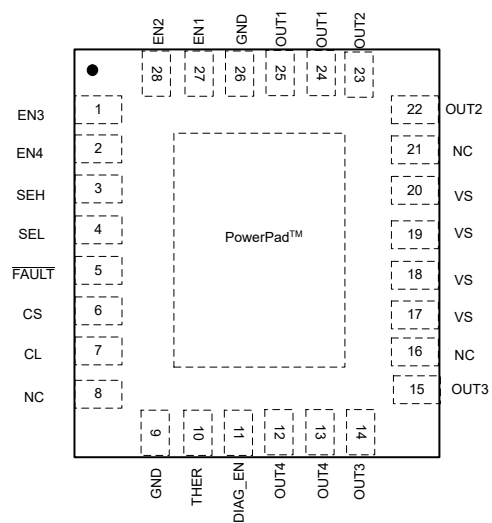 EN2
EN1
GND
OUT1
OUT1
OUT2
28
27
26
25
24
23
EN3
1
EN4
2
SEH
3
SEL
4
FAULT
5
CS
6
CL
7
NC
8
PowerPad™
22
OUT2
21
NC
20
VS
19
VS
18
VS
17
VS
16
NC
15
OUT3
9
10
11
12
13
14
GND
THER
DIAG_EN
OUT4
OUT4
OUT3